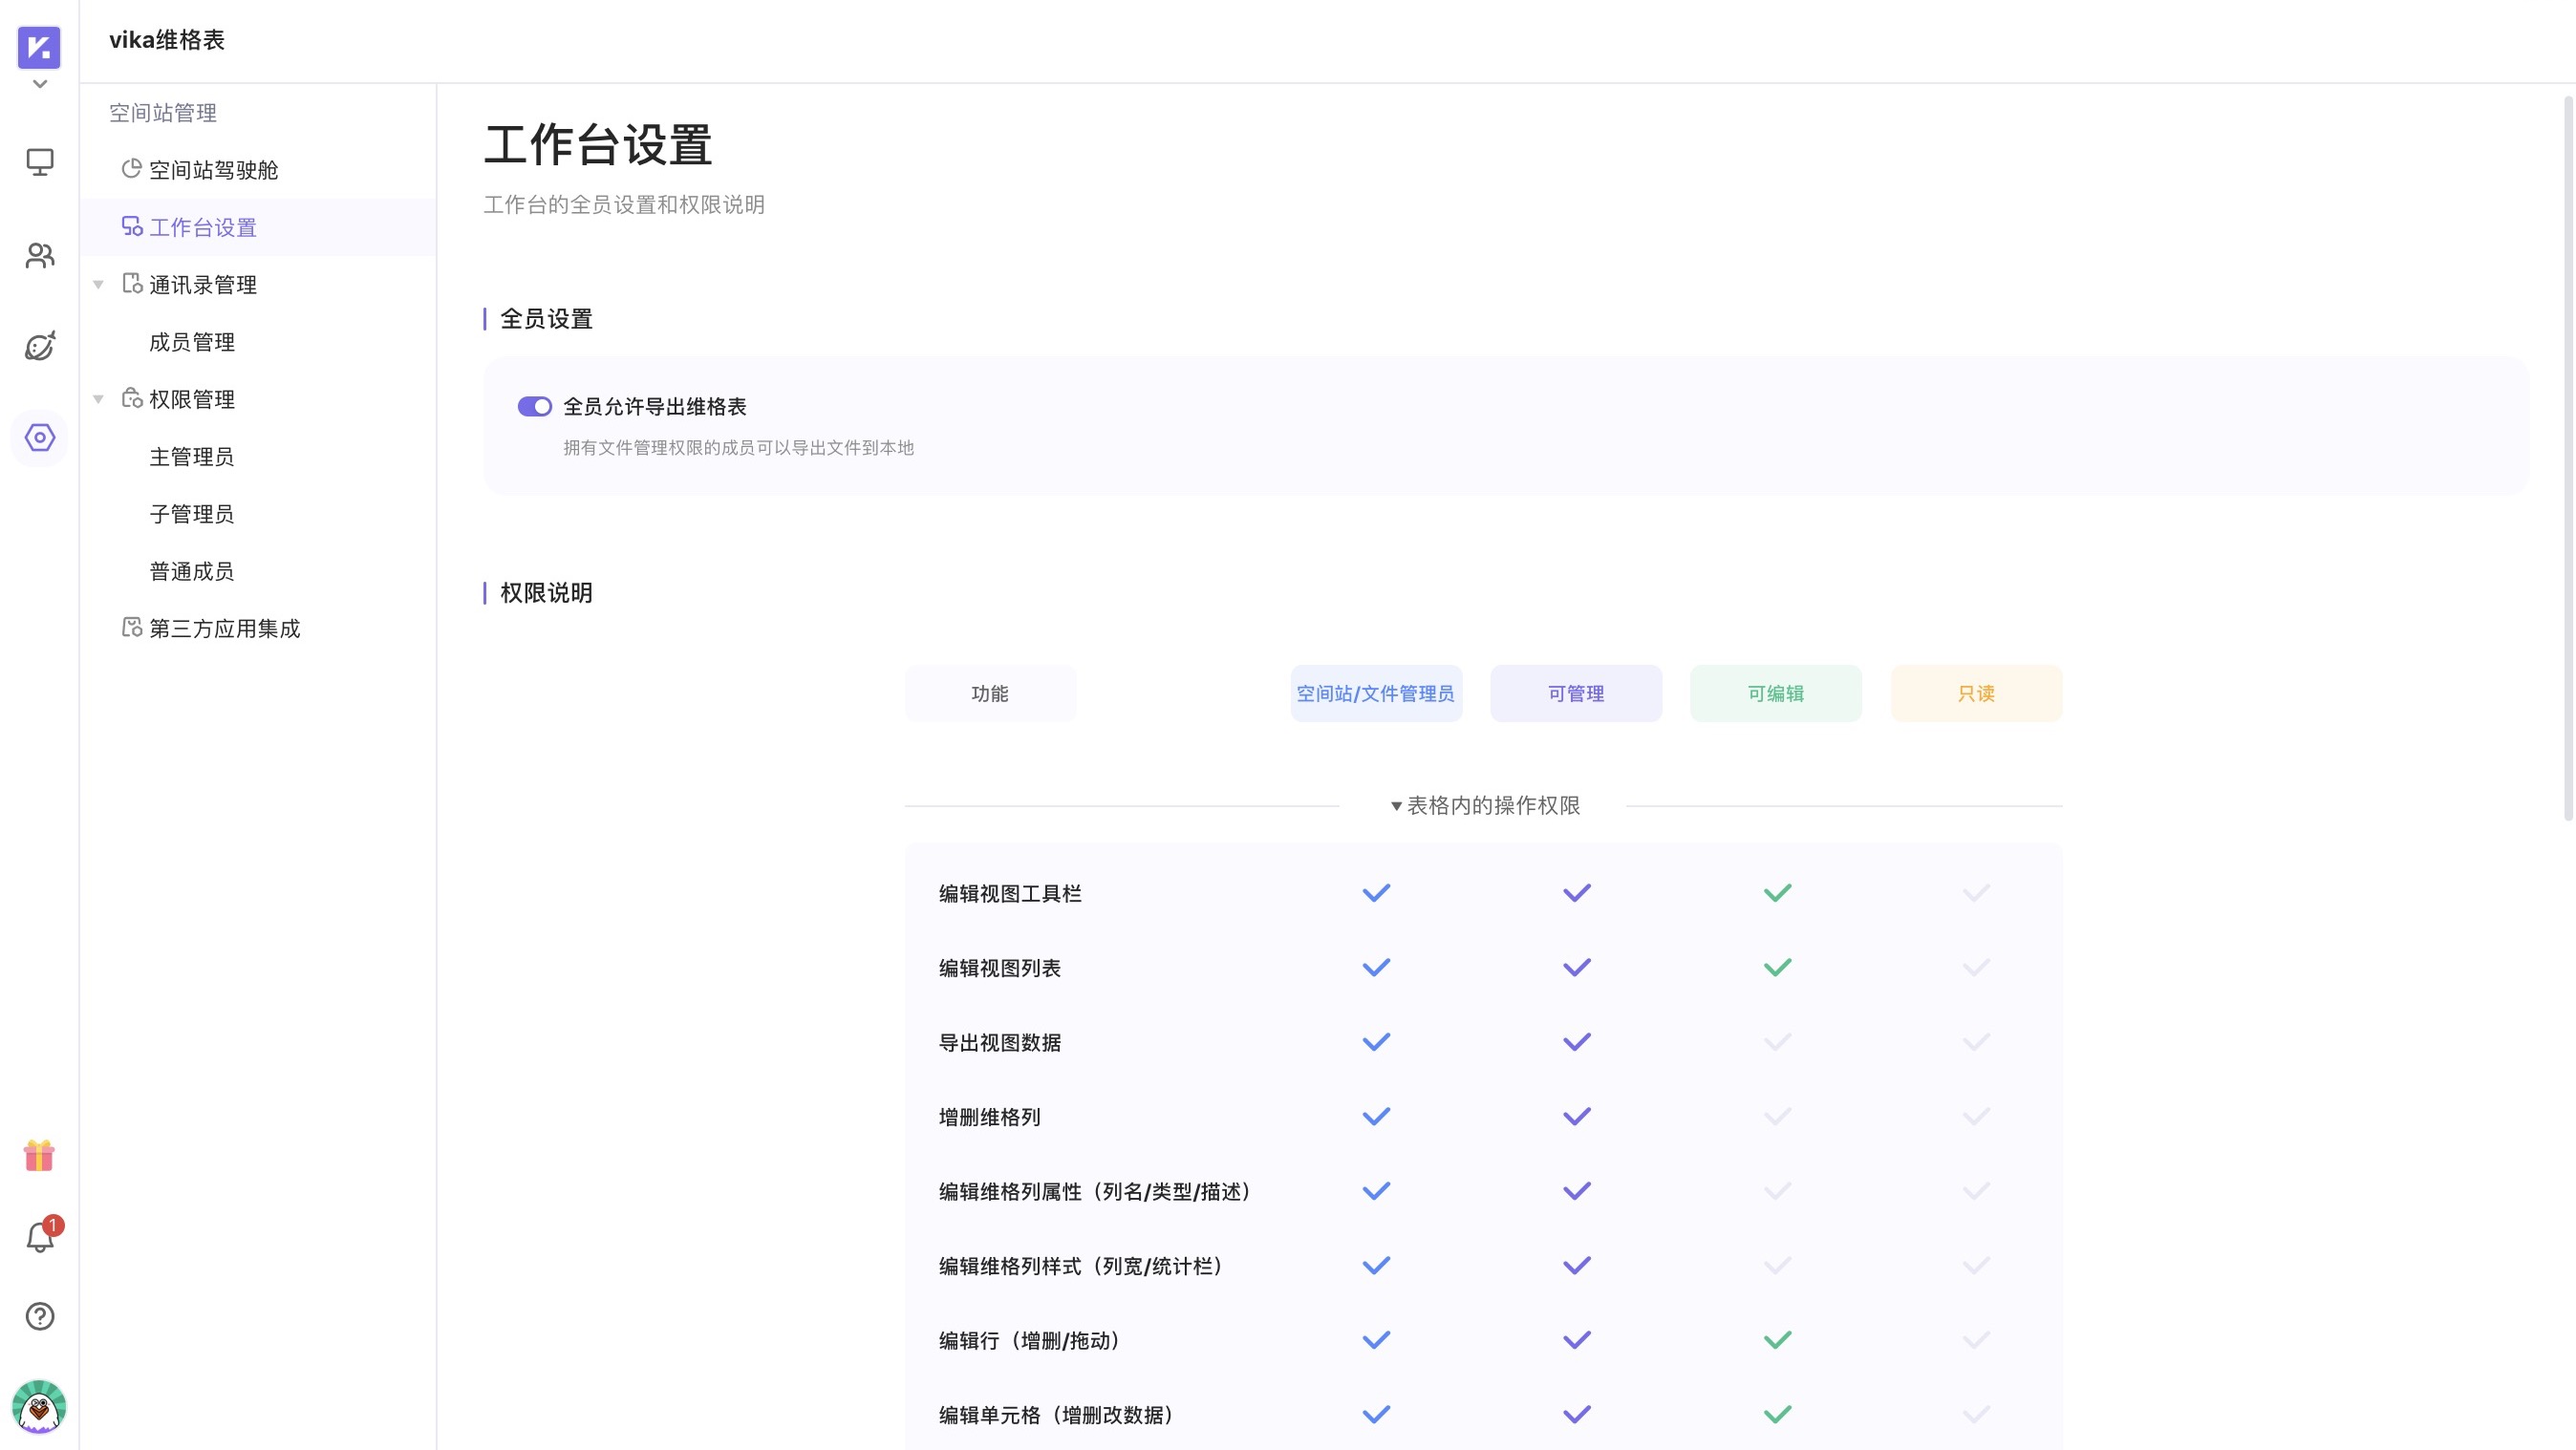 vika维格表
空间站管理
空间站驾驶舱
工作台设置
通讯录管理
成员管理
权限管理
主管理员
子管理员
普通成员
第三方应用集成
1
工作台设置
工作台的全员设置和权限说明
全员设置
全员允许导出维格表
拥有文件管理权限的成员可以导出文件到本地
权限说明
功能 空间站/文件管理员 可管理 可编辑 只读
▼表格内的操作权限
编辑视图工具栏
编辑视图列表
导出视图数据
增删维格列
编辑维格列属性（列名/类型/描述）
编辑维格列样式（列宽/统计栏）
编辑行（增删/拖动）
编辑单元格（增删改数据）